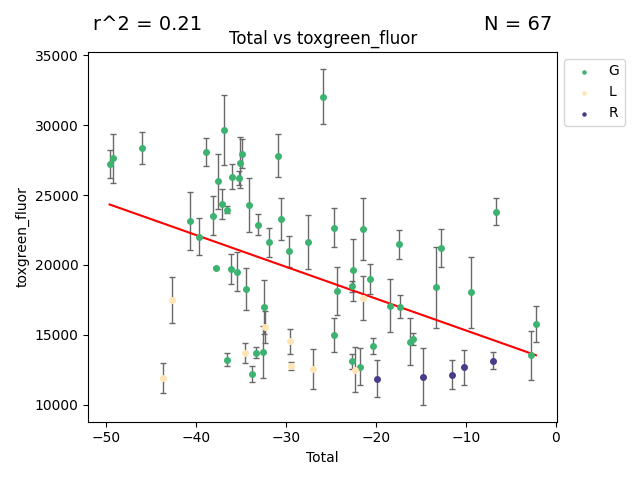 r^2 = 0.21
N = 67
Total vs toxgreen_fluor
35000
30000
25000
20000
15000
10000
toxgreen_fluor
−50
−40
−30
−20
−10
0
Total
G
L
R